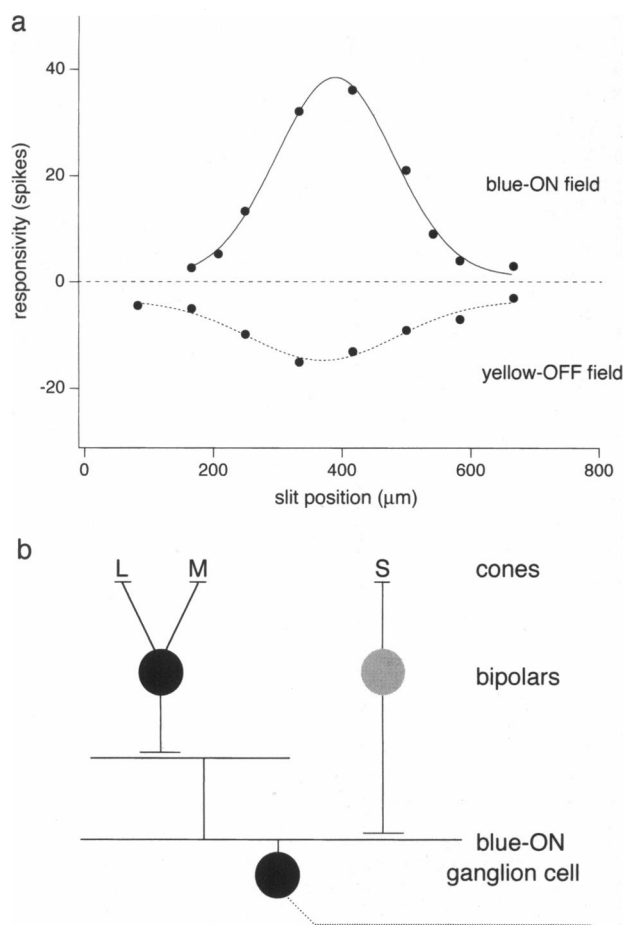 a
40
20
0
-20
responsivity (spikes)
blue-ON field
yellow-OFF field
0 200 400 600 800
slit position (μm)
b
L M S cones
bipolars
blue-ON
ganglion cell